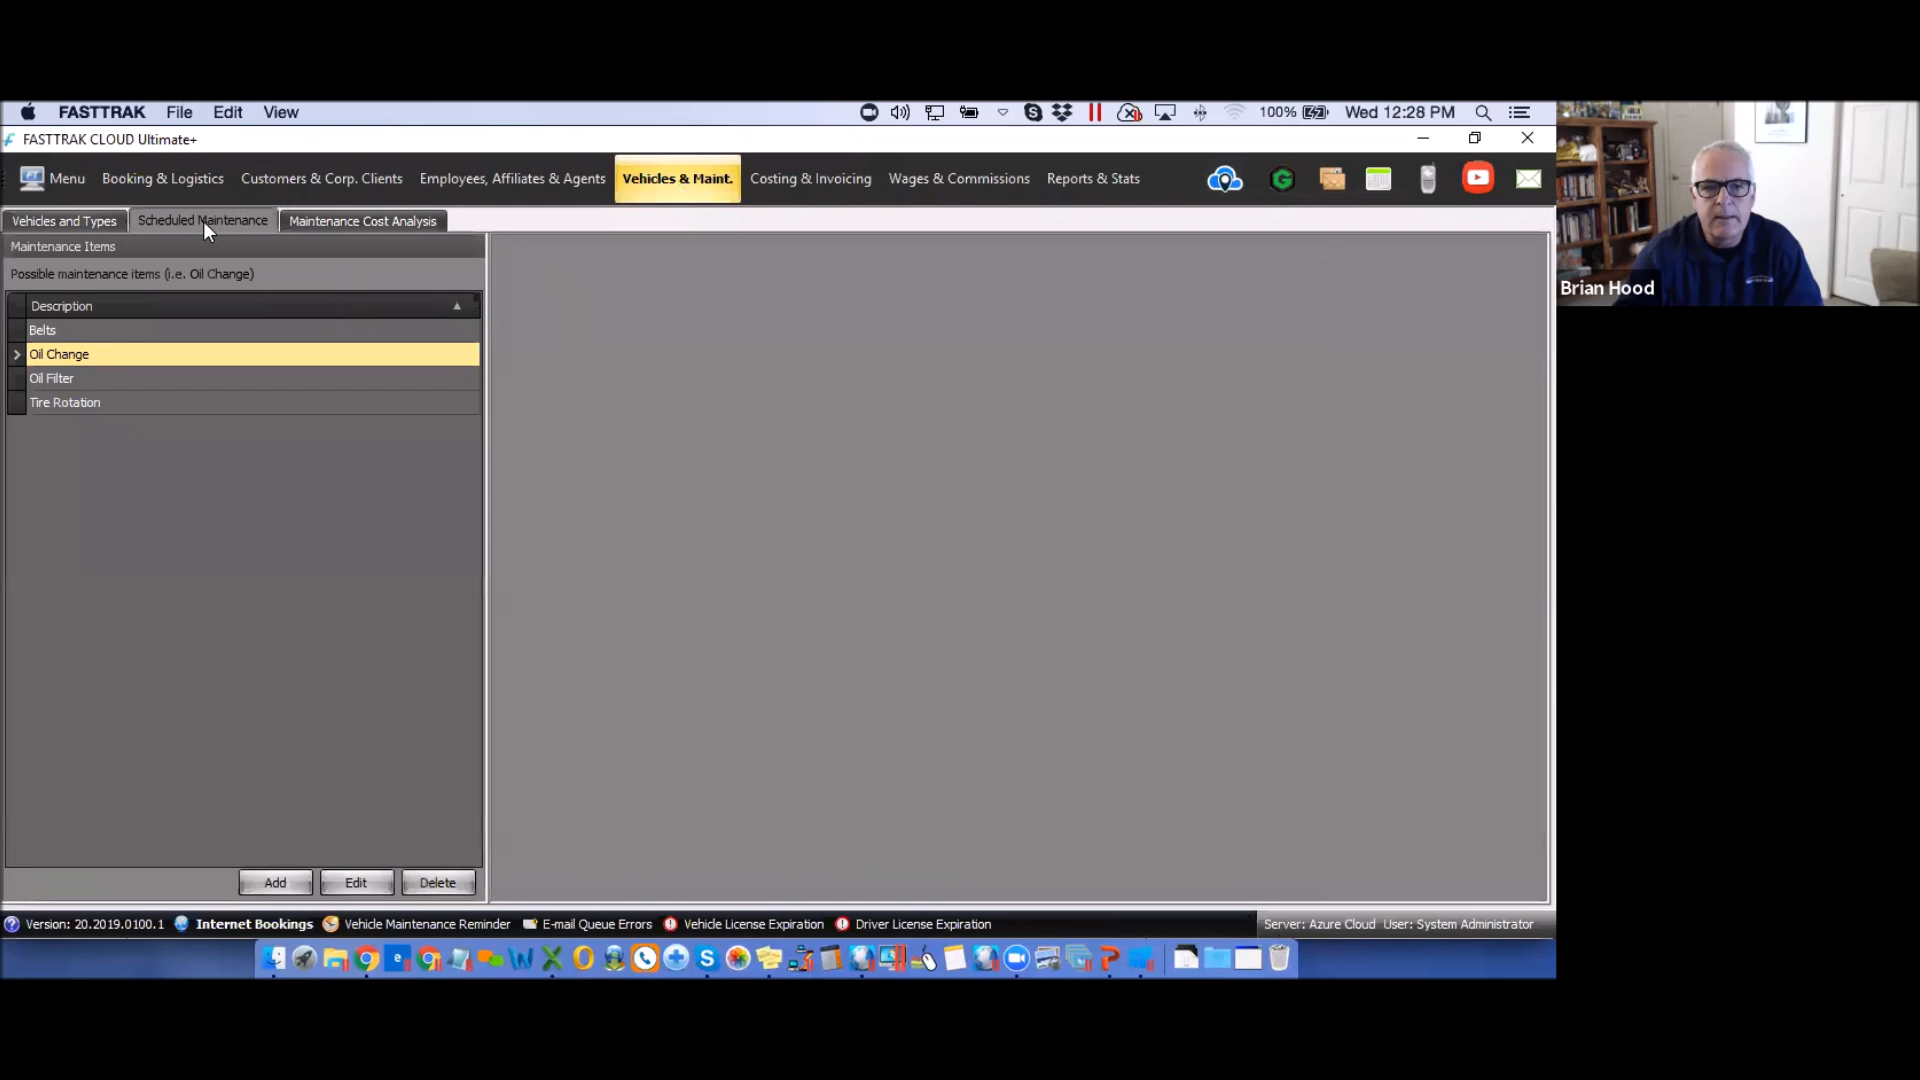 FASTTRAK File Edit View 100% Wed 12:28 PM
FASTTRAK CLOUD Ultimate+
Menu Booking & Logistics Customers & Corp. Clients Employees, Affiliates & Agents Vehicles & Maint. Costing & Invoicing Wages & Commissions Reports & Stats
Vehicles and Types Scheduled Maintenance Maintenance Cost Analysis
Maintenance Items
Possible maintenance items (i.e. Oil Change)
Description
Belts
Oil Change
Oil Filter
Tire Rotation
Add Edit Delete
Version: 20.2019.0100.1 Internet Bookings Vehicle Maintenance Reminder E-mail Queue Errors Vehicle License Expiration Driver License Expiration Server: Azure Cloud User: System Administrator
Brian Hood